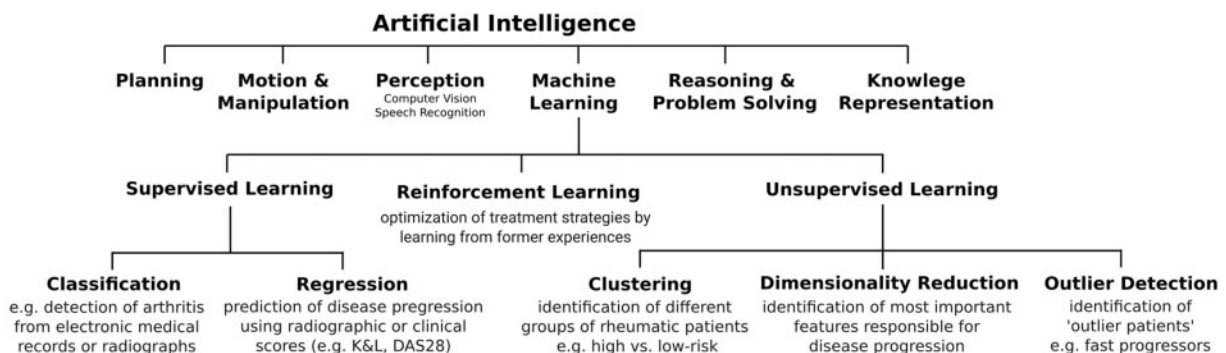 Artificial Intelligence
Planning
Motion &
Manipulation
Perception
Computer Vision
Speech Recognition
Machine
Learning
Reasoning &
Problem Solving
Knowlege
Representation
Supervised Learning
Reinforcement Learning
optimization of treatment strategies by
learning from former experiences
Unsupervised Learning
Classification
e.g. detection of arthritis
from electronic medical
records or radiographs
Regression
prediction of disease pregression
using radiographic or clinical
scores (e.g. K&L, DAS28)
Clustering
identification of different
groups of rheumatic patients
e.g. high vs. low-risk
Dimensionality Reduction
identification of most important
features responsible for
disease progression
Outlier Detection
identification of
'outlier patients'
e.g. fast progressors